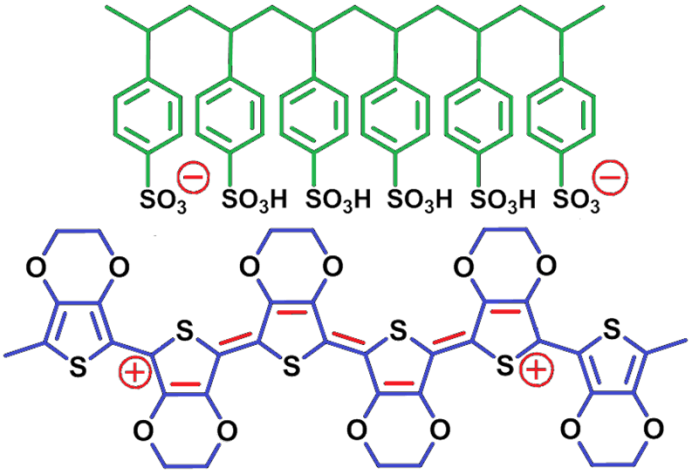 SO₃ ⊖ SO₃H SO₃H SO₃H SO₃H SO₃ ⊖
O O O O O O
S S S
S ⊕ S S ⊕
O O O O O O